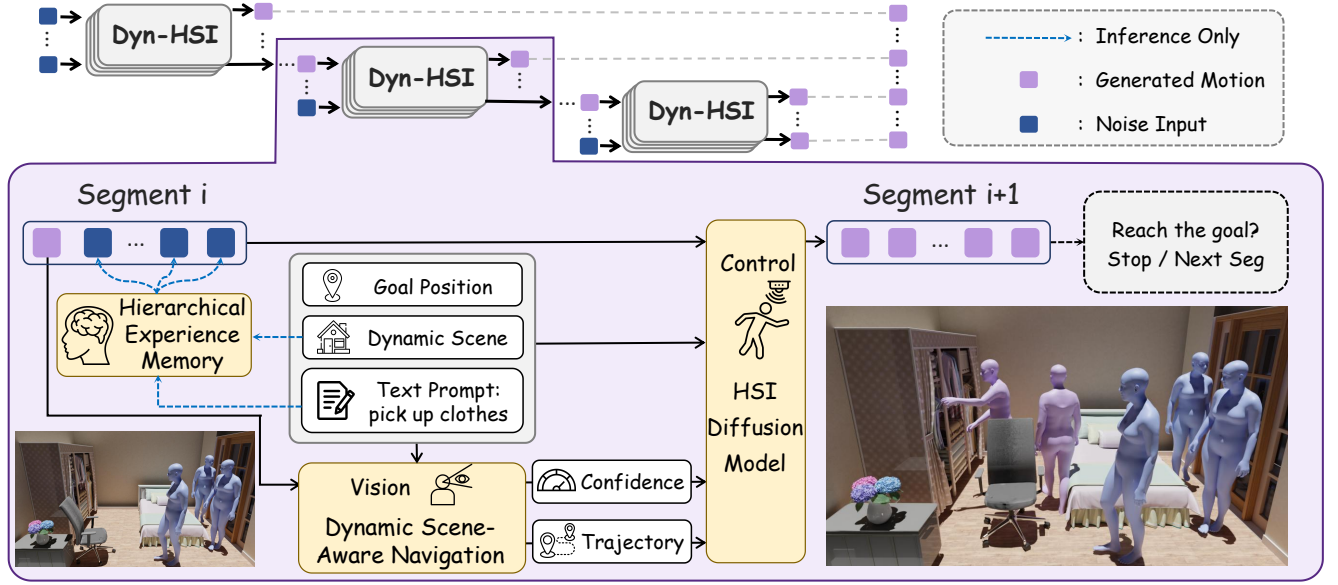 Dyn-HSI
Dyn-HSI
Dyn-HSI
: Inference Only
: Generated Motion
: Noise Input
Segment i
Segment i+1
Hierarchical
Experience
Memory
Goal Position
Dynamic Scene
Text Prompt:
pick up clothes
Vision
Dynamic Scene-
Aware Navigation
Confidence
Trajectory
Control
HSI
Diffusion
Model
Reach the goal?
Stop / Next Seg